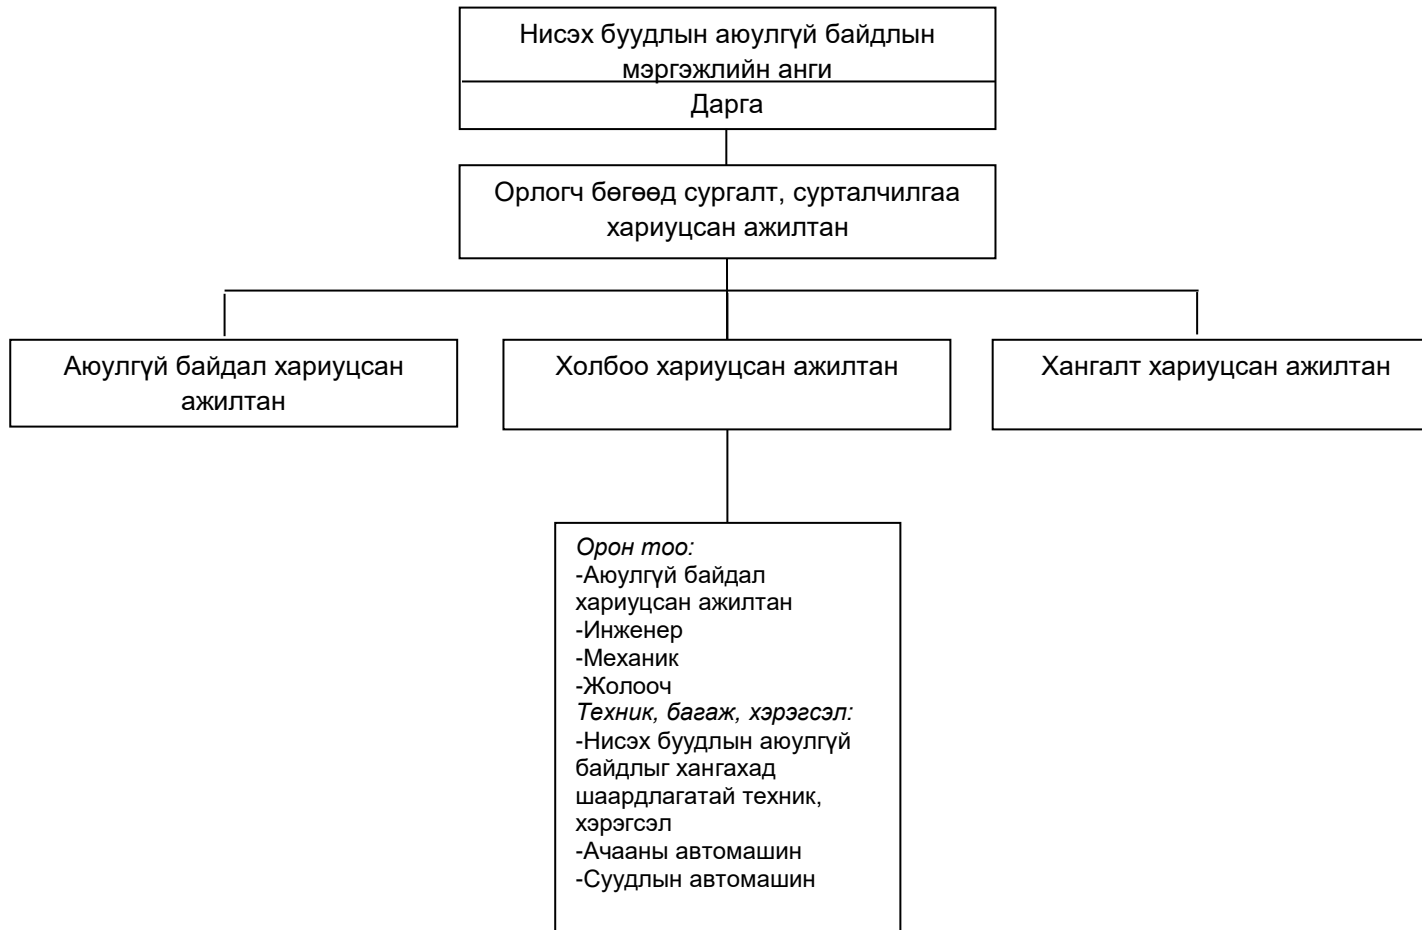 Нисэх буудлын аюулгүй байдлын
мэргэжлийн анги
Дарга
Орлогч бөгөөд сургалт, сурталчилгаа
хариуцсан ажилтан
Аюулгүй байдал хариуцсан
ажилтан
Холбоо хариуцсан ажилтан
Хангалт хариуцсан ажилтан
Орон тоо:
-Аюулгүй байдал
хариуцсан ажилтан
-Инженер
-Механик
-Жолооч
Техник, багаж, хэрэгсэл:
-Нисэх буудлын аюулгүй
байдлыг хангахад
шаардлагатай техник,
хэрэгсэл
-Ачааны автомашин
-Суудлын автомашин